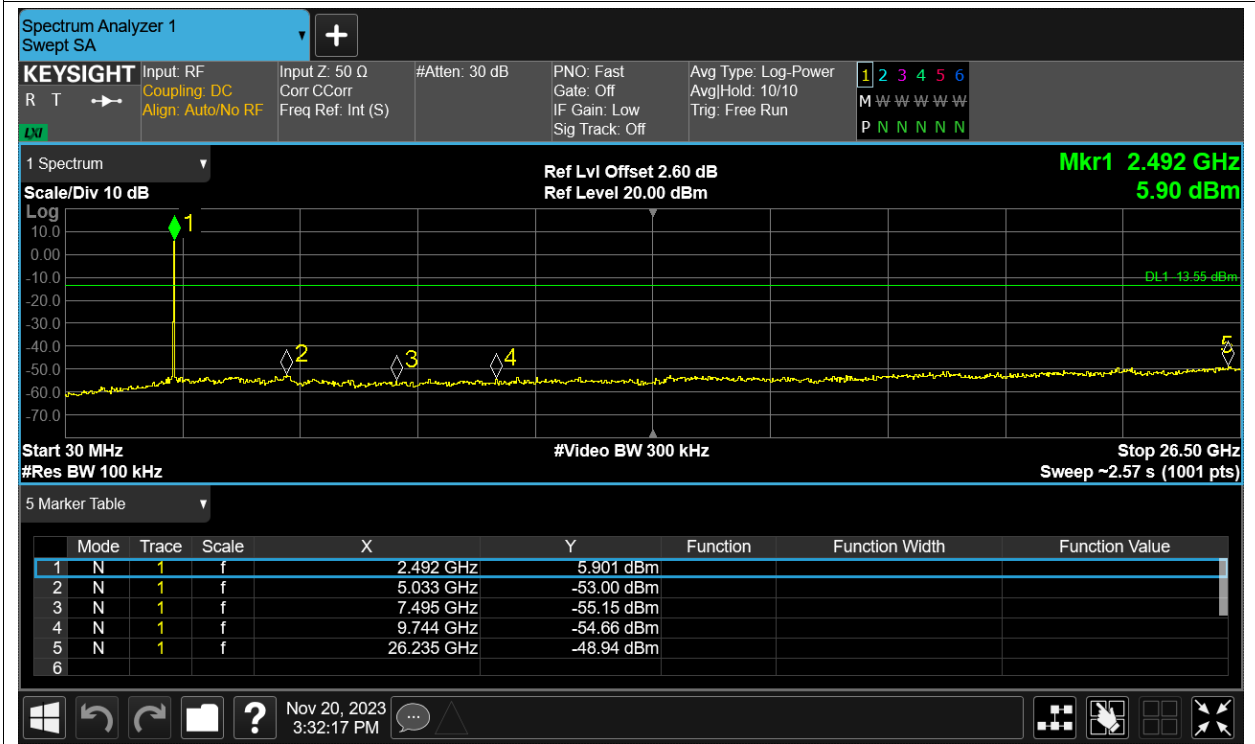 Spectrum Analyzer 1
Swept SA
+
KEYSIGHT
R T
LXI
Input: RF
Coupling: DC
Align: Auto/No RF
Input Z: 50 Ω
Corr CCorr
Freq Ref: Int (S)
#Atten: 30 dB
PNO: Fast
Gate: Off
IF Gain: Low
Sig Track: Off
Avg Type: Log-Power
Avg|Hold: 10/10
Trig: Free Run
1 2 3 4 5 6
M W W W W W
P N N N N N
1 Spectrum
Scale/Div 10 dB
Ref Lvl Offset 2.60 dB
Ref Level 20.00 dBm
Mkr1 2.492 GHz
5.90 dBm
Log
10.0
0.00
-10.0
-20.0
-30.0
-40.0
-50.0
-60.0
-70.0
1
2
3
4
5
DL1 -13.55 dBm
Start 30 MHz
#Res BW 100 kHz
#Video BW 300 kHz
Stop 26.50 GHz
Sweep ~2.57 s (1001 pts)
5 Marker Table
Mode Trace Scale X Y Function Function Width Function Value
1 N 1 f 2.492 GHz 5.901 dBm
2 N 1 f 5.033 GHz -53.00 dBm
3 N 1 f 7.495 GHz -55.15 dBm
4 N 1 f 9.744 GHz -54.66 dBm
5 N 1 f 26.235 GHz -48.94 dBm
6
?
Nov 20, 2023
3:32:17 PM